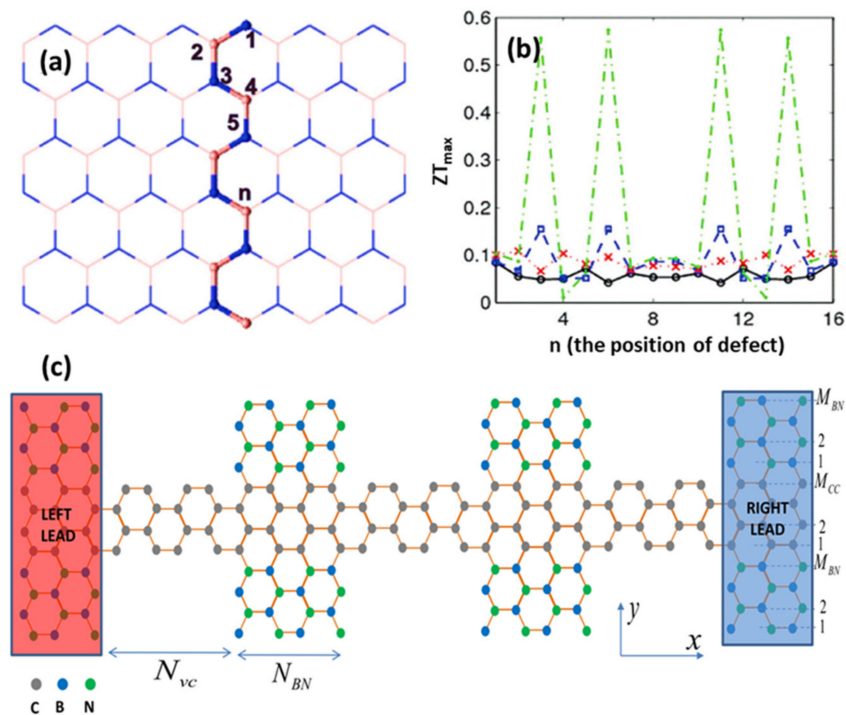 (a)
1
2
3
4
5
n
(b)
ZTmax
0.6
0.5
0.4
0.3
0.2
0.1
0
4
8
12
16
n (the position of defect)
(c)
LEFT
LEAD
RIGHT
LEAD
MBN
2
1
MCC
2
1
MBN
2
1
Nvc
NBN
y
x
C B N